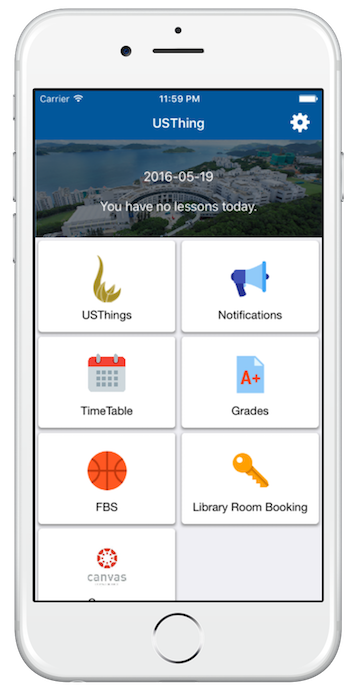 Carrier 11:59 PM
USThing
2016-05-19
You have no lessons today.
USThings Notifications
A+
TimeTable Grades
FBS Library Room Booking
canvas